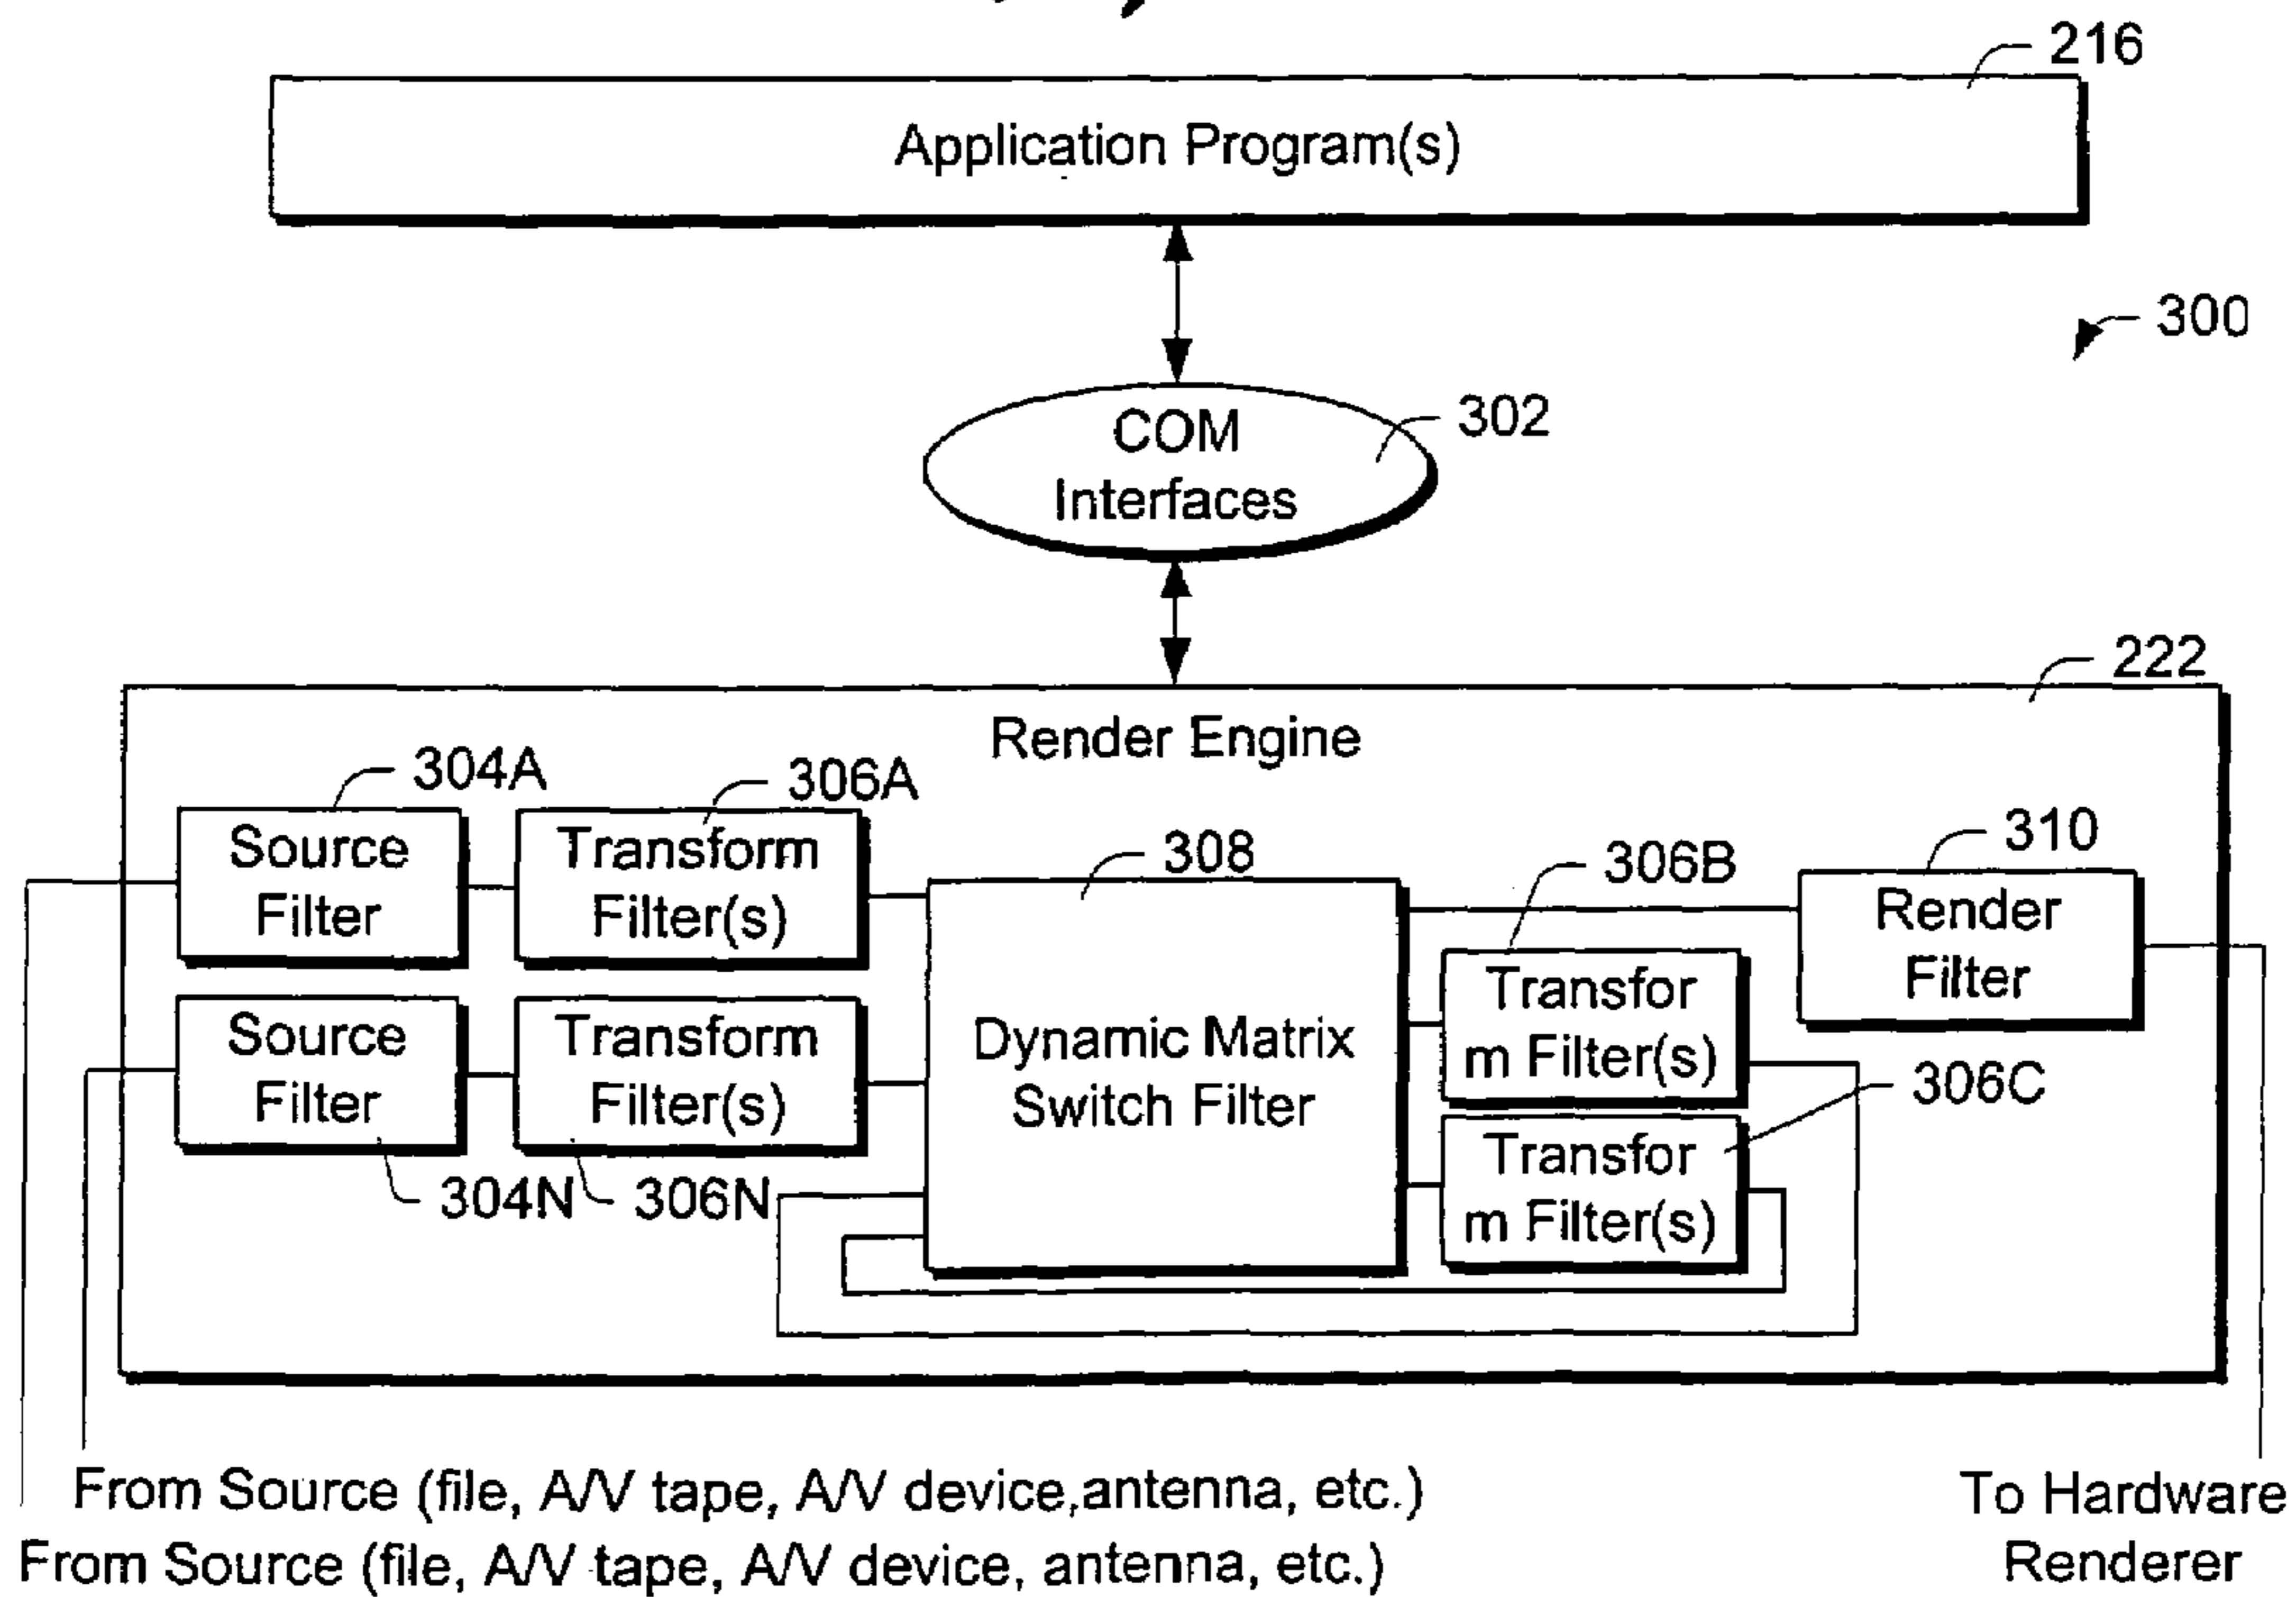 216
Application Program(s)
300
COM
Interfaces
302
222
Render Engine
304A
306A
Source
Filter
Transform
Filter(s)
308
306B
310
Render
Filter
Source
Filter
Transform
Filter(s)
Dynamic Matrix
Switch Filter
Transfor
m Filter(s)
306C
Transfor
m Filter(s)
304N
306N
From Source (file, A/V tape, A/V device,antenna, etc.)
From Source (file, A/V tape, A/V device, antenna, etc.)
To Hardware
Renderer